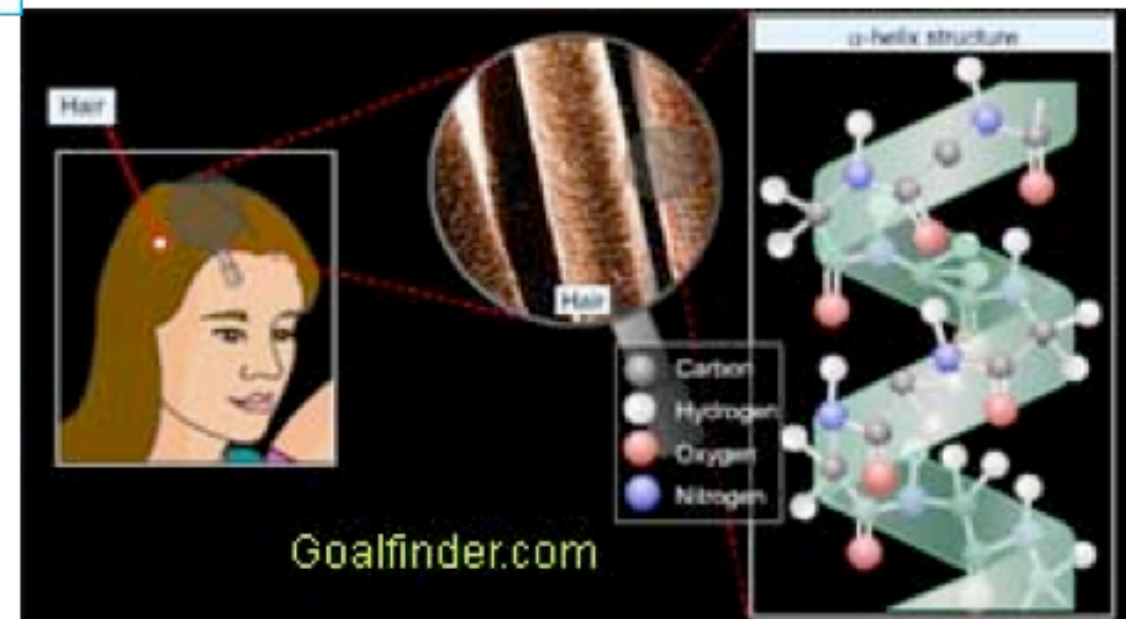 α-helix structure
Hair
Hair
Carbon
Hydrogen
Oxygen
Nitrogen
Goalfinder.com